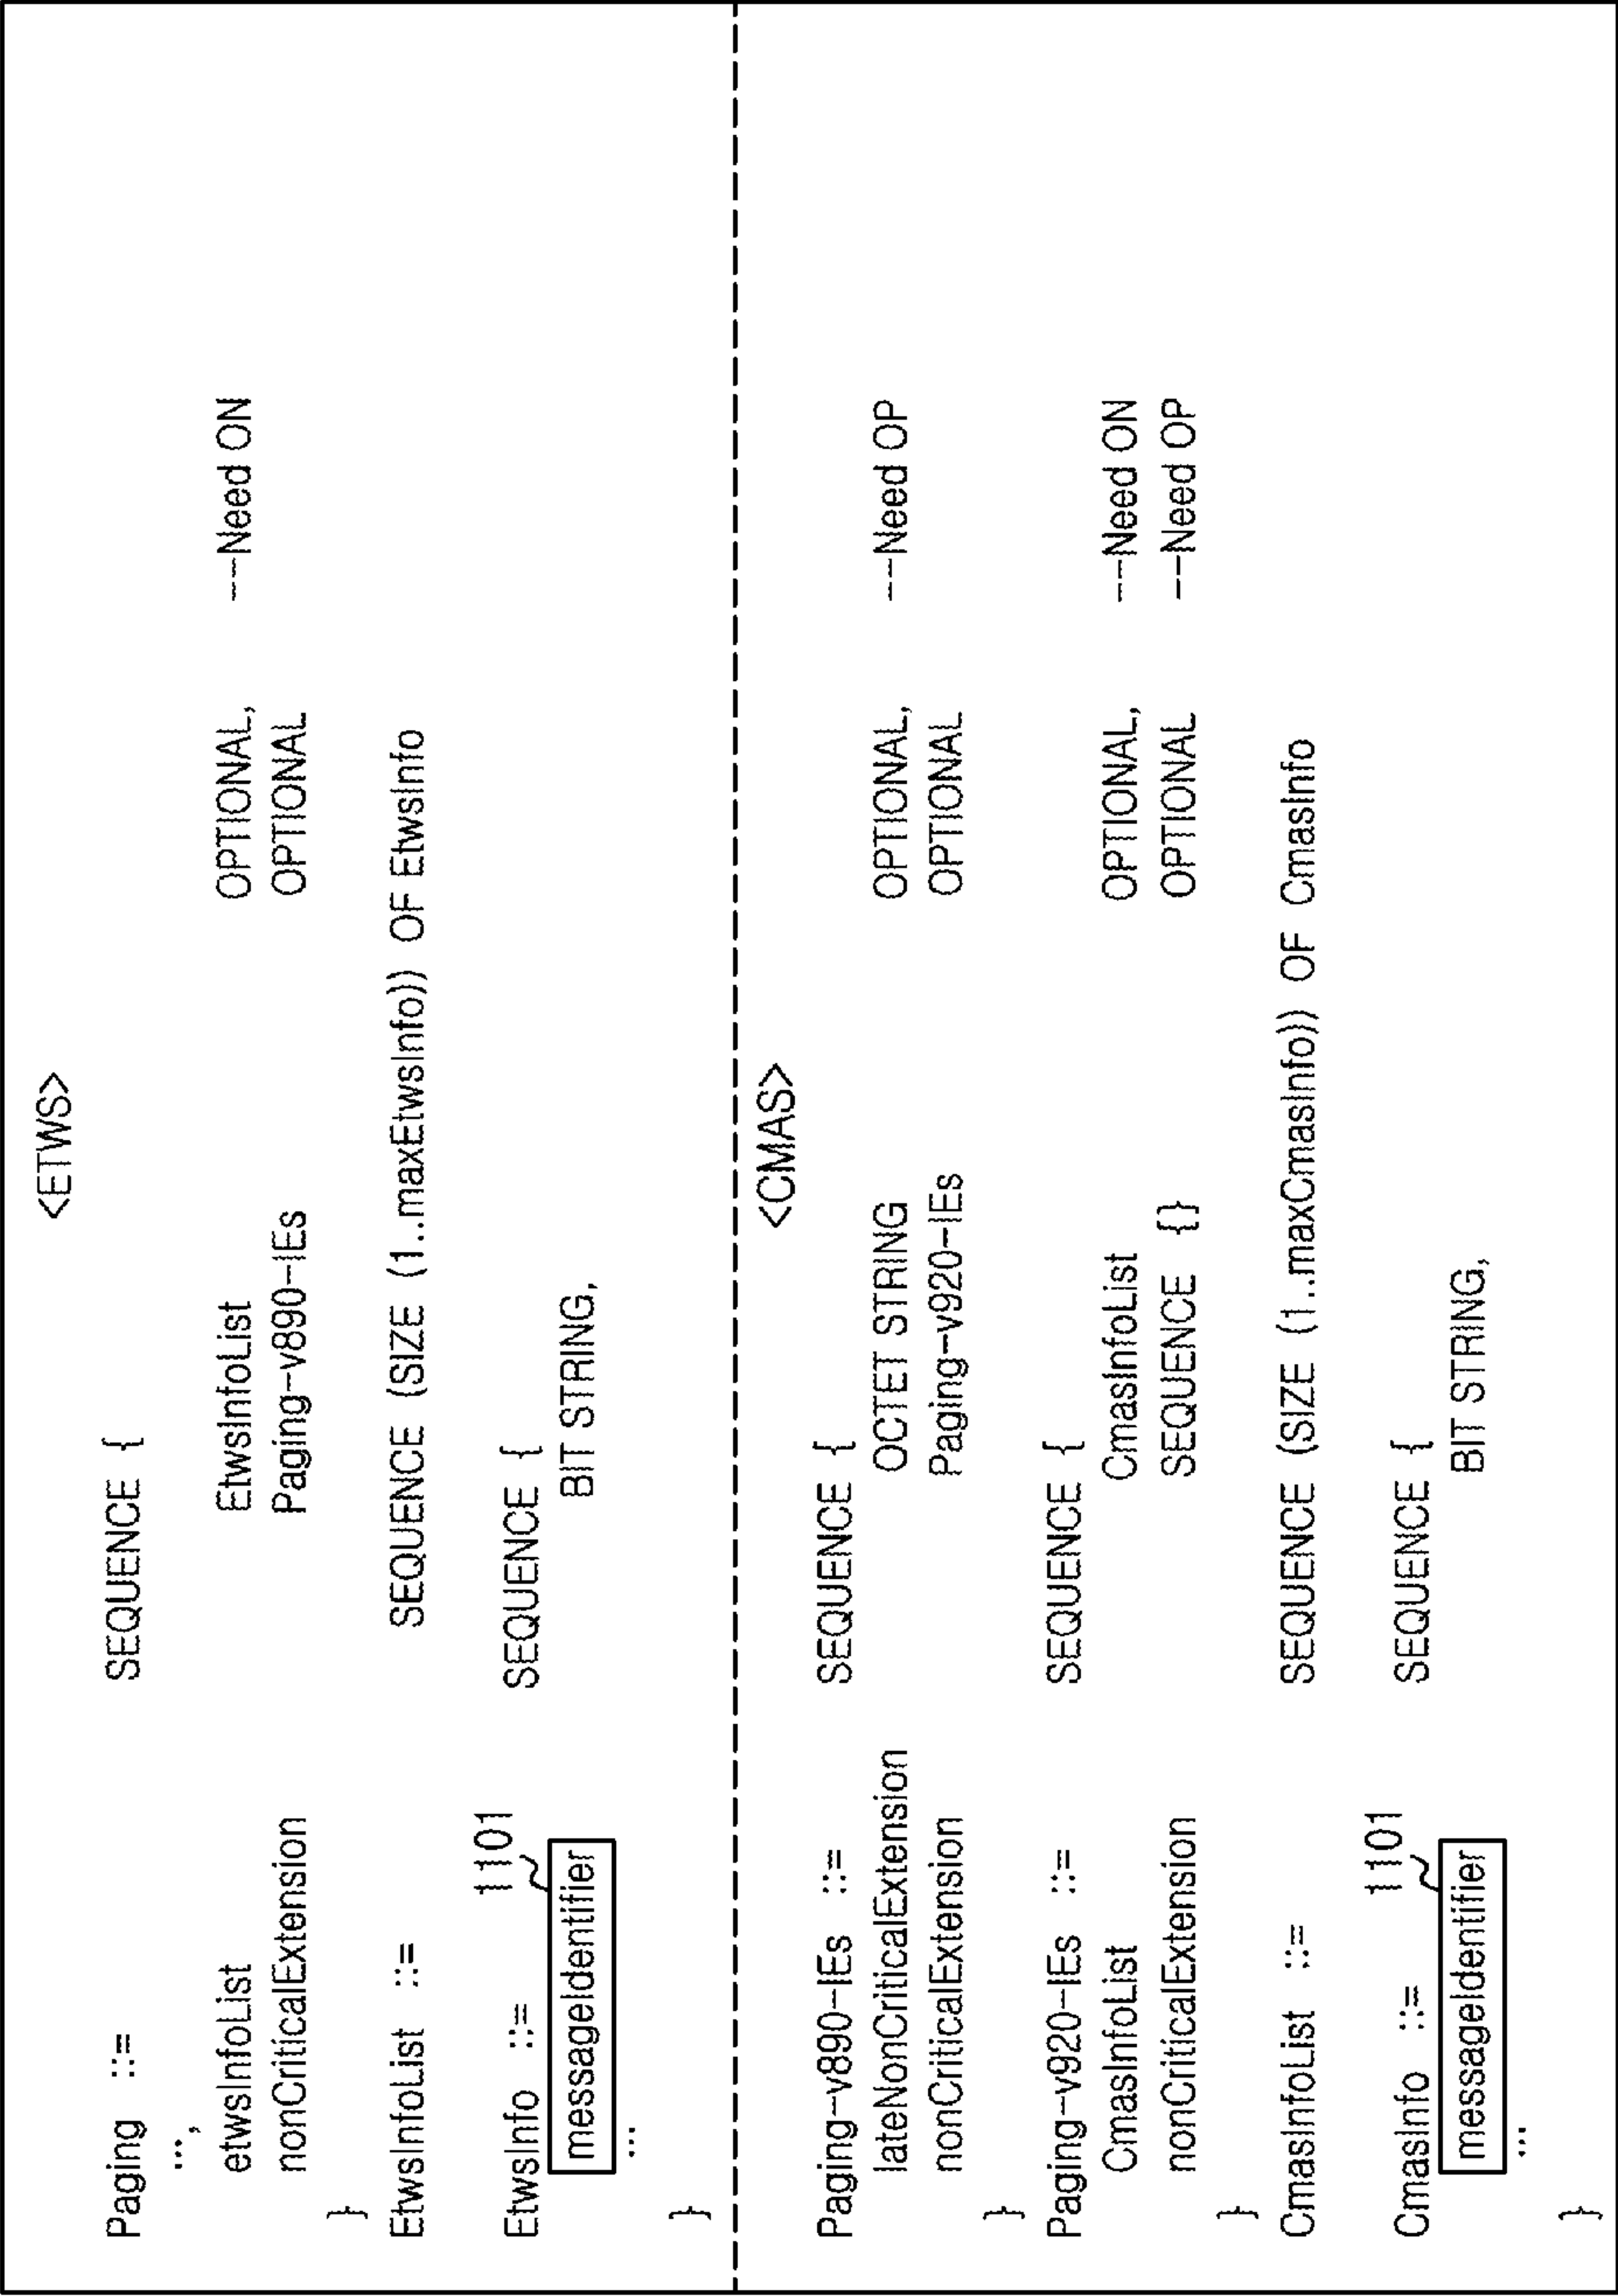 <ETWS>
Paging ::= SEQUENCE {
...,
etwsInfoList EtwsInfoList OPTIONAL, ---Need ON
nonCriticalExtension Paging-v890-IEs OPTIONAL
}
EtwsInfoList ::= SEQUENCE (SIZE (1..maxEtwsInfo)) OF EtwsInfo
1101
EtwsInfo ::= SEQUENCE {
messageIdentifier BIT STRING,
...
}
<CMAS>
Paging-v890-IEs ::= SEQUENCE {
lateNonCriticalExtension OCTET STRING OPTIONAL, ---Need OP
nonCriticalExtension Paging-v920-IEs OPTIONAL
}
Paging-v920-IEs ::= SEQUENCE {
CmasInfoList CmasInfoList OPTIONAL, ---Need ON
nonCriticalExtension SEQUENCE {} OPTIONAL ---Need OP
}
CmasInfoList ::= SEQUENCE (SIZE (1..maxCmasInfo)) OF CmasInfo
1101
CmasInfo ::= SEQUENCE {
messageIdentifier BIT STRING,
...
}